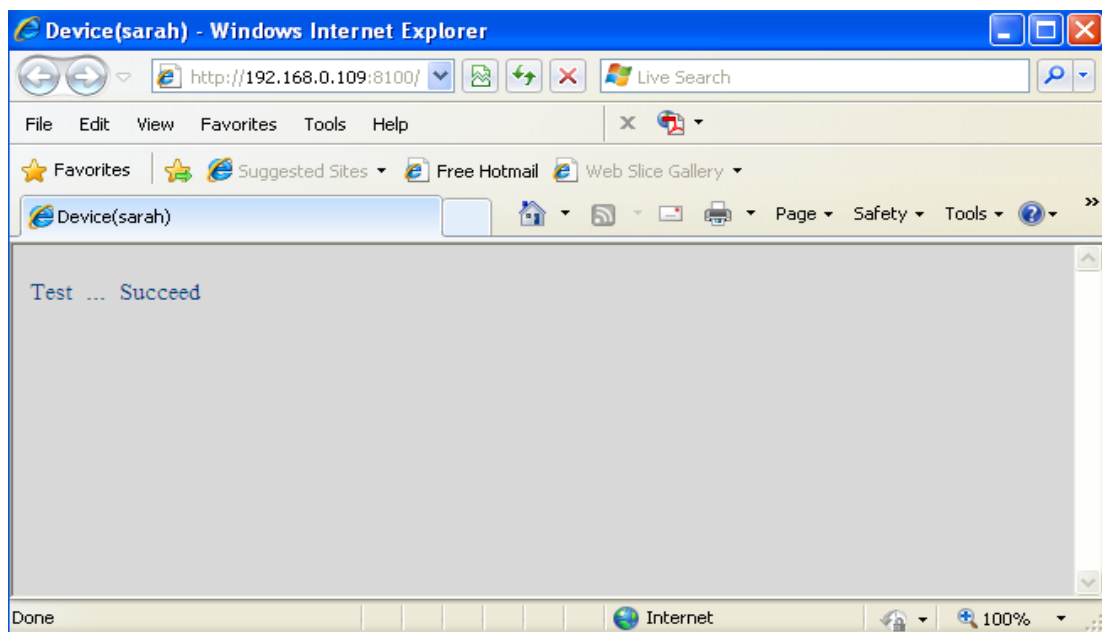 Device(sarah) - Windows Internet Explorer
http://192.168.0.109:8100/ Live Search
File Edit View Favorites Tools Help
Favorites Suggested Sites Free Hotmail Web Slice Gallery
Device(sarah) Page Safety Tools
Test ... Succeed
Done Internet 100%